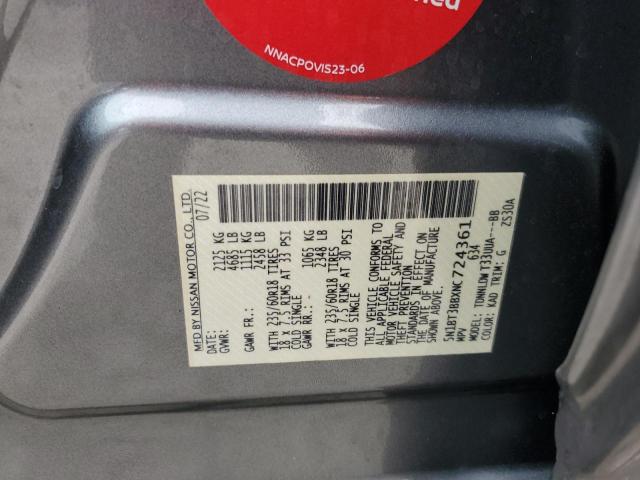 NNACPOVIS23-06
MFD BY NISSAN MOTOR CO., LTD.
DATE: 07/22
GVWR: 2125 KG
4685 LB
GAWR FR.: 1115 KG
2458 LB
WITH 235/60R18 TIRES
18 X 7.5 RIMS AT 33 PSI
COLD SINGLE
GAWR RR.: - 1065 KG
2348 LB
WITH 235/60R18 TIRES
18 X 7.5 RIMS AT 30 PSI
COLD SINGLE
THIS VEHICLE CONFORMS TO
ALL APPLICABLE FEDERAL
MOTOR VEHICLE SAFETY AND
THEFT PREVENTION
STANDARDS IN EFFECT ON
THE DATE OF MANUFACTURE
SHOWN ABOVE.
5N1BT3BBXNC724361
MPV 634
MODEL: TDNNLDW T33UUA---BB
COLOR: KAD TRIM: G ZS30A